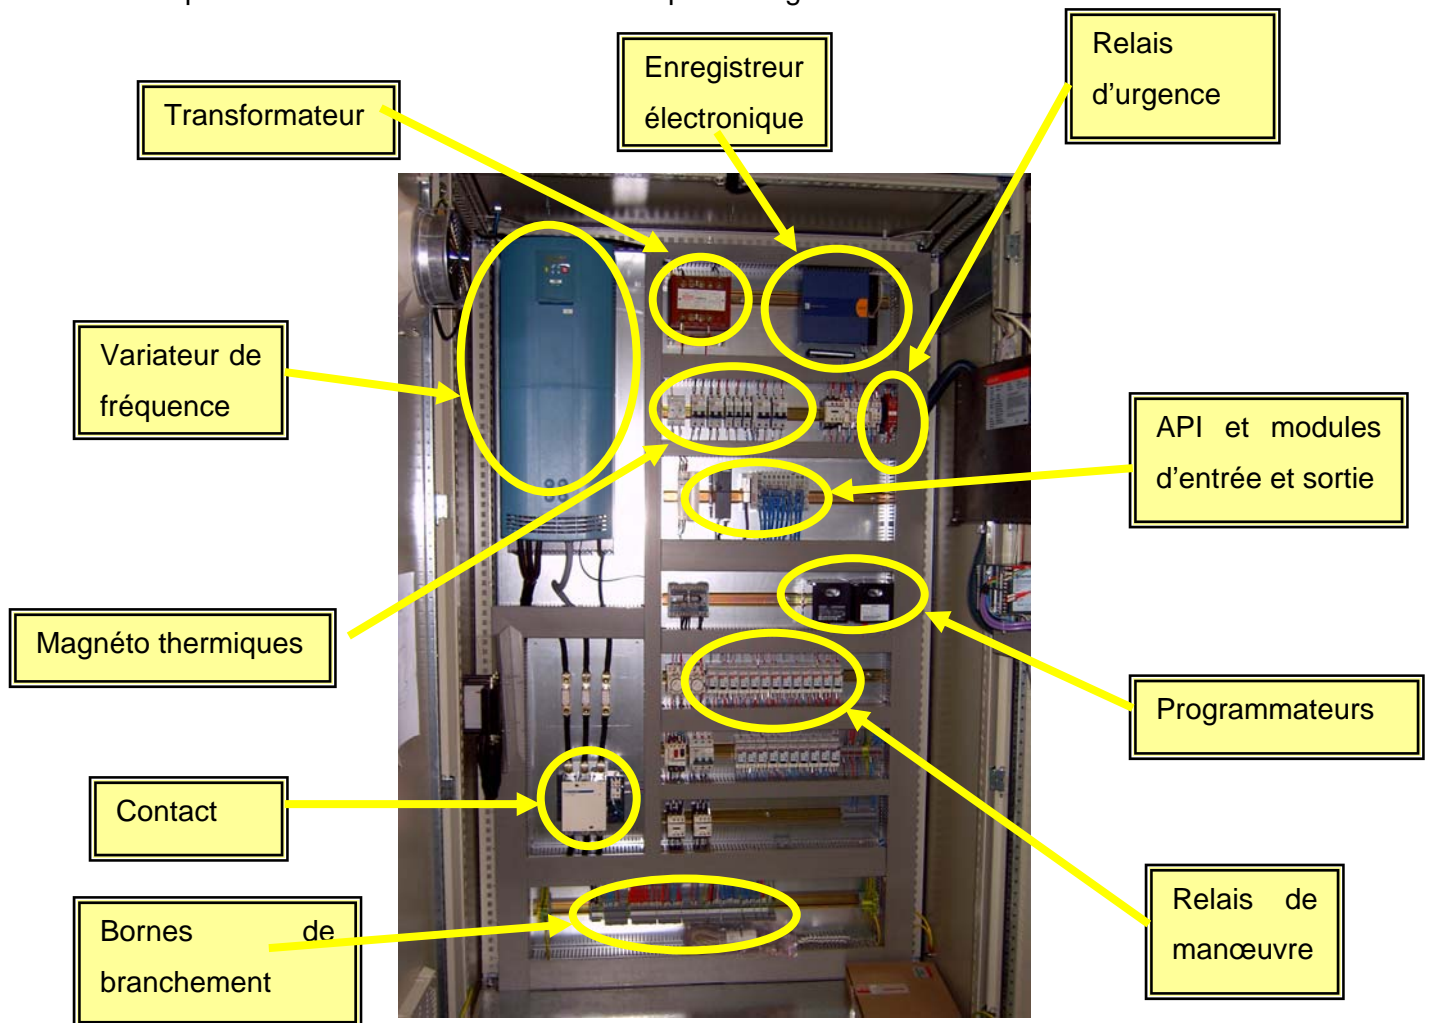 Enregistreur
électronique
Relais
d'urgence
Transformateur
Variateur de
fréquence
API et modules
d'entrée et sortie
Magnéto thermiques
Programmateurs
Contact
Relais de
manœuvre
Bornes de
branchement